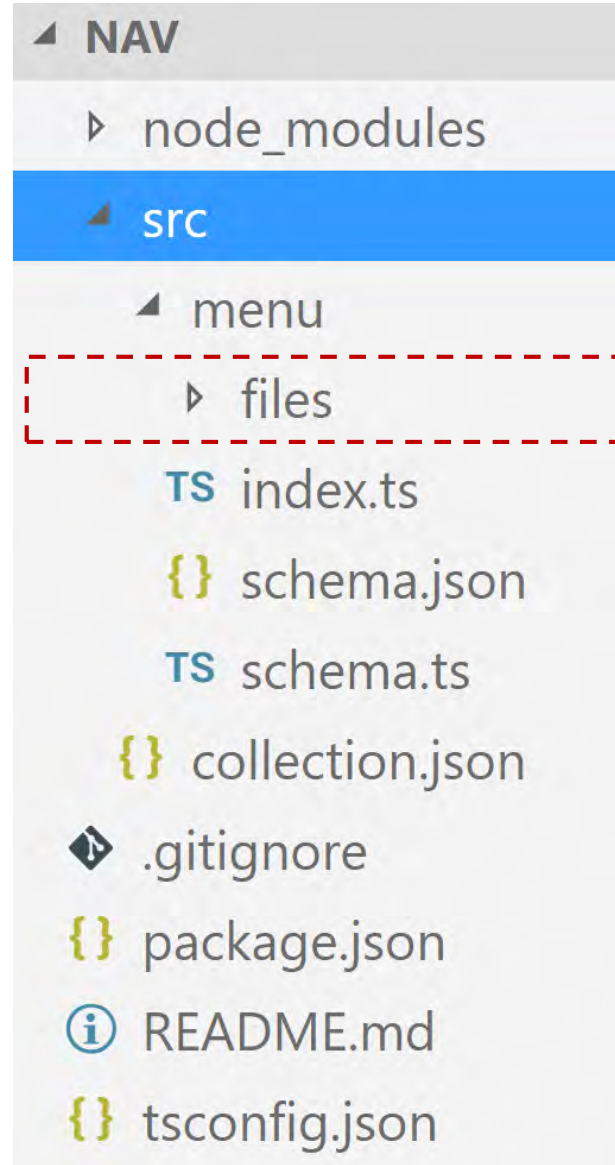 NAV
node_modules
src
menu
files
TS index.ts
{} schema.json
TS schema.ts
{} collection.json
.gitignore
{} package.json
README.md
{} tsconfig.json